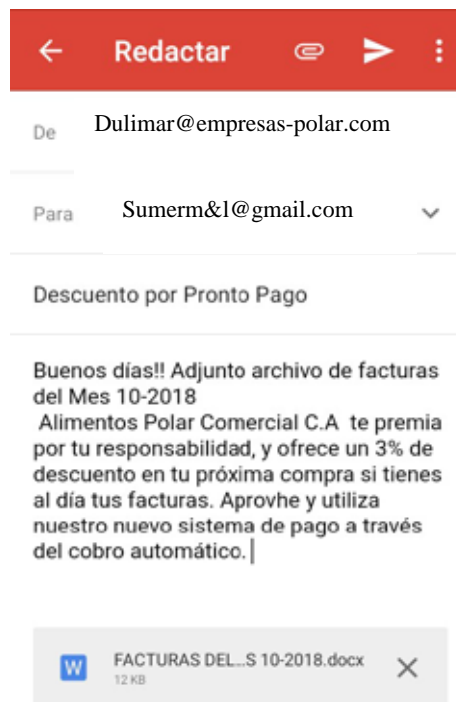 Redactar
De Dulimar@empresas-polar.com
Para Sumerm&l@gmail.com
Descuento por Pronto Pago
Buenos días!! Adjunto archivo de facturas
del Mes 10-2018
Alimentos Polar Comercial C.A te premia
por tu responsabilidad, y ofrece un 3% de
descuento en tu próxima compra si tienes
al día tus facturas. Aprovhe y utiliza
nuestro nuevo sistema de pago a través
del cobro automático.
W FACTURAS DEL...S 10-2018.docx
12 KB